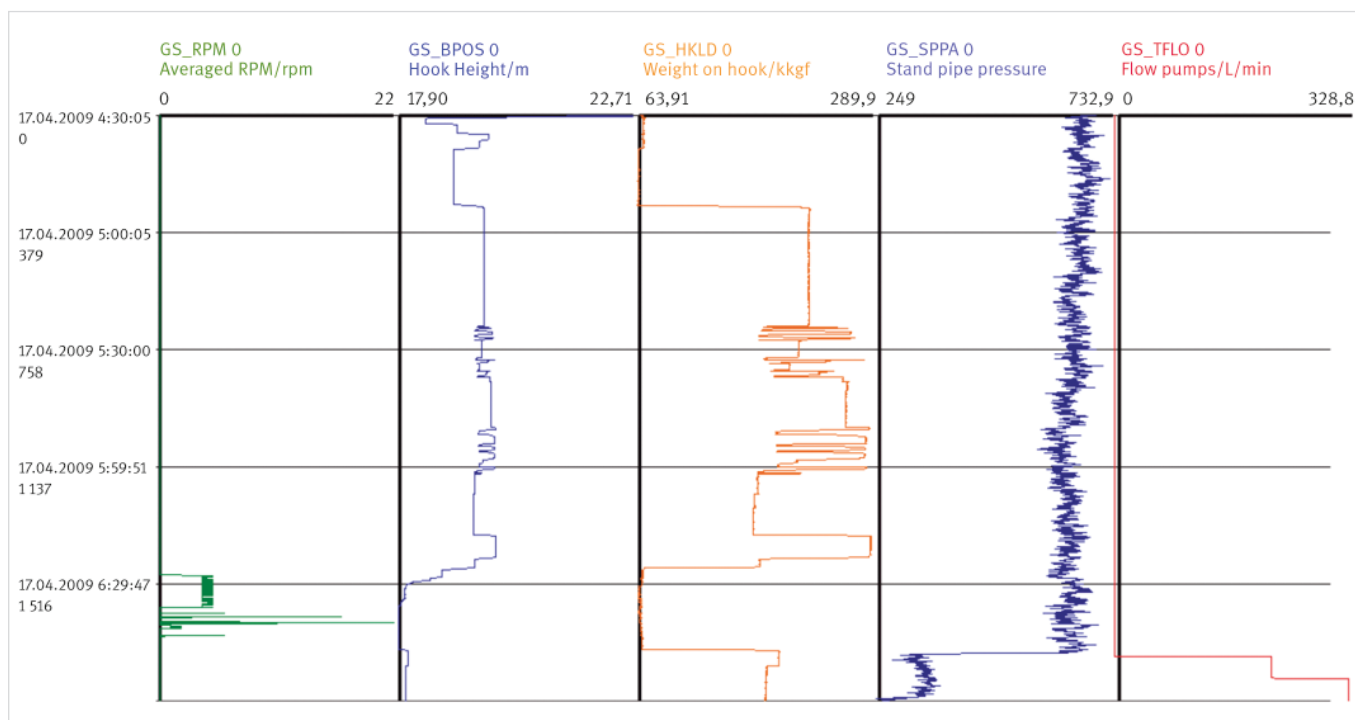 GS_RPM 0
Averaged RPM/rpm
GS_BPOS 0
Hook Height/m
GS_HKLD 0
Weight on hook/kkgf
GS_SPPA 0
Stand pipe pressure
GS_TFLO 0
Flow pumps/L/min
0 22 17,90 22,71 63,91 289,9 249 732,9 0 328,8
17.04.2009 4:30:05
0
17.04.2009 5:00:05
379
17.04.2009 5:30:00
758
17.04.2009 5:59:51
1 137
17.04.2009 6:29:47
1 516